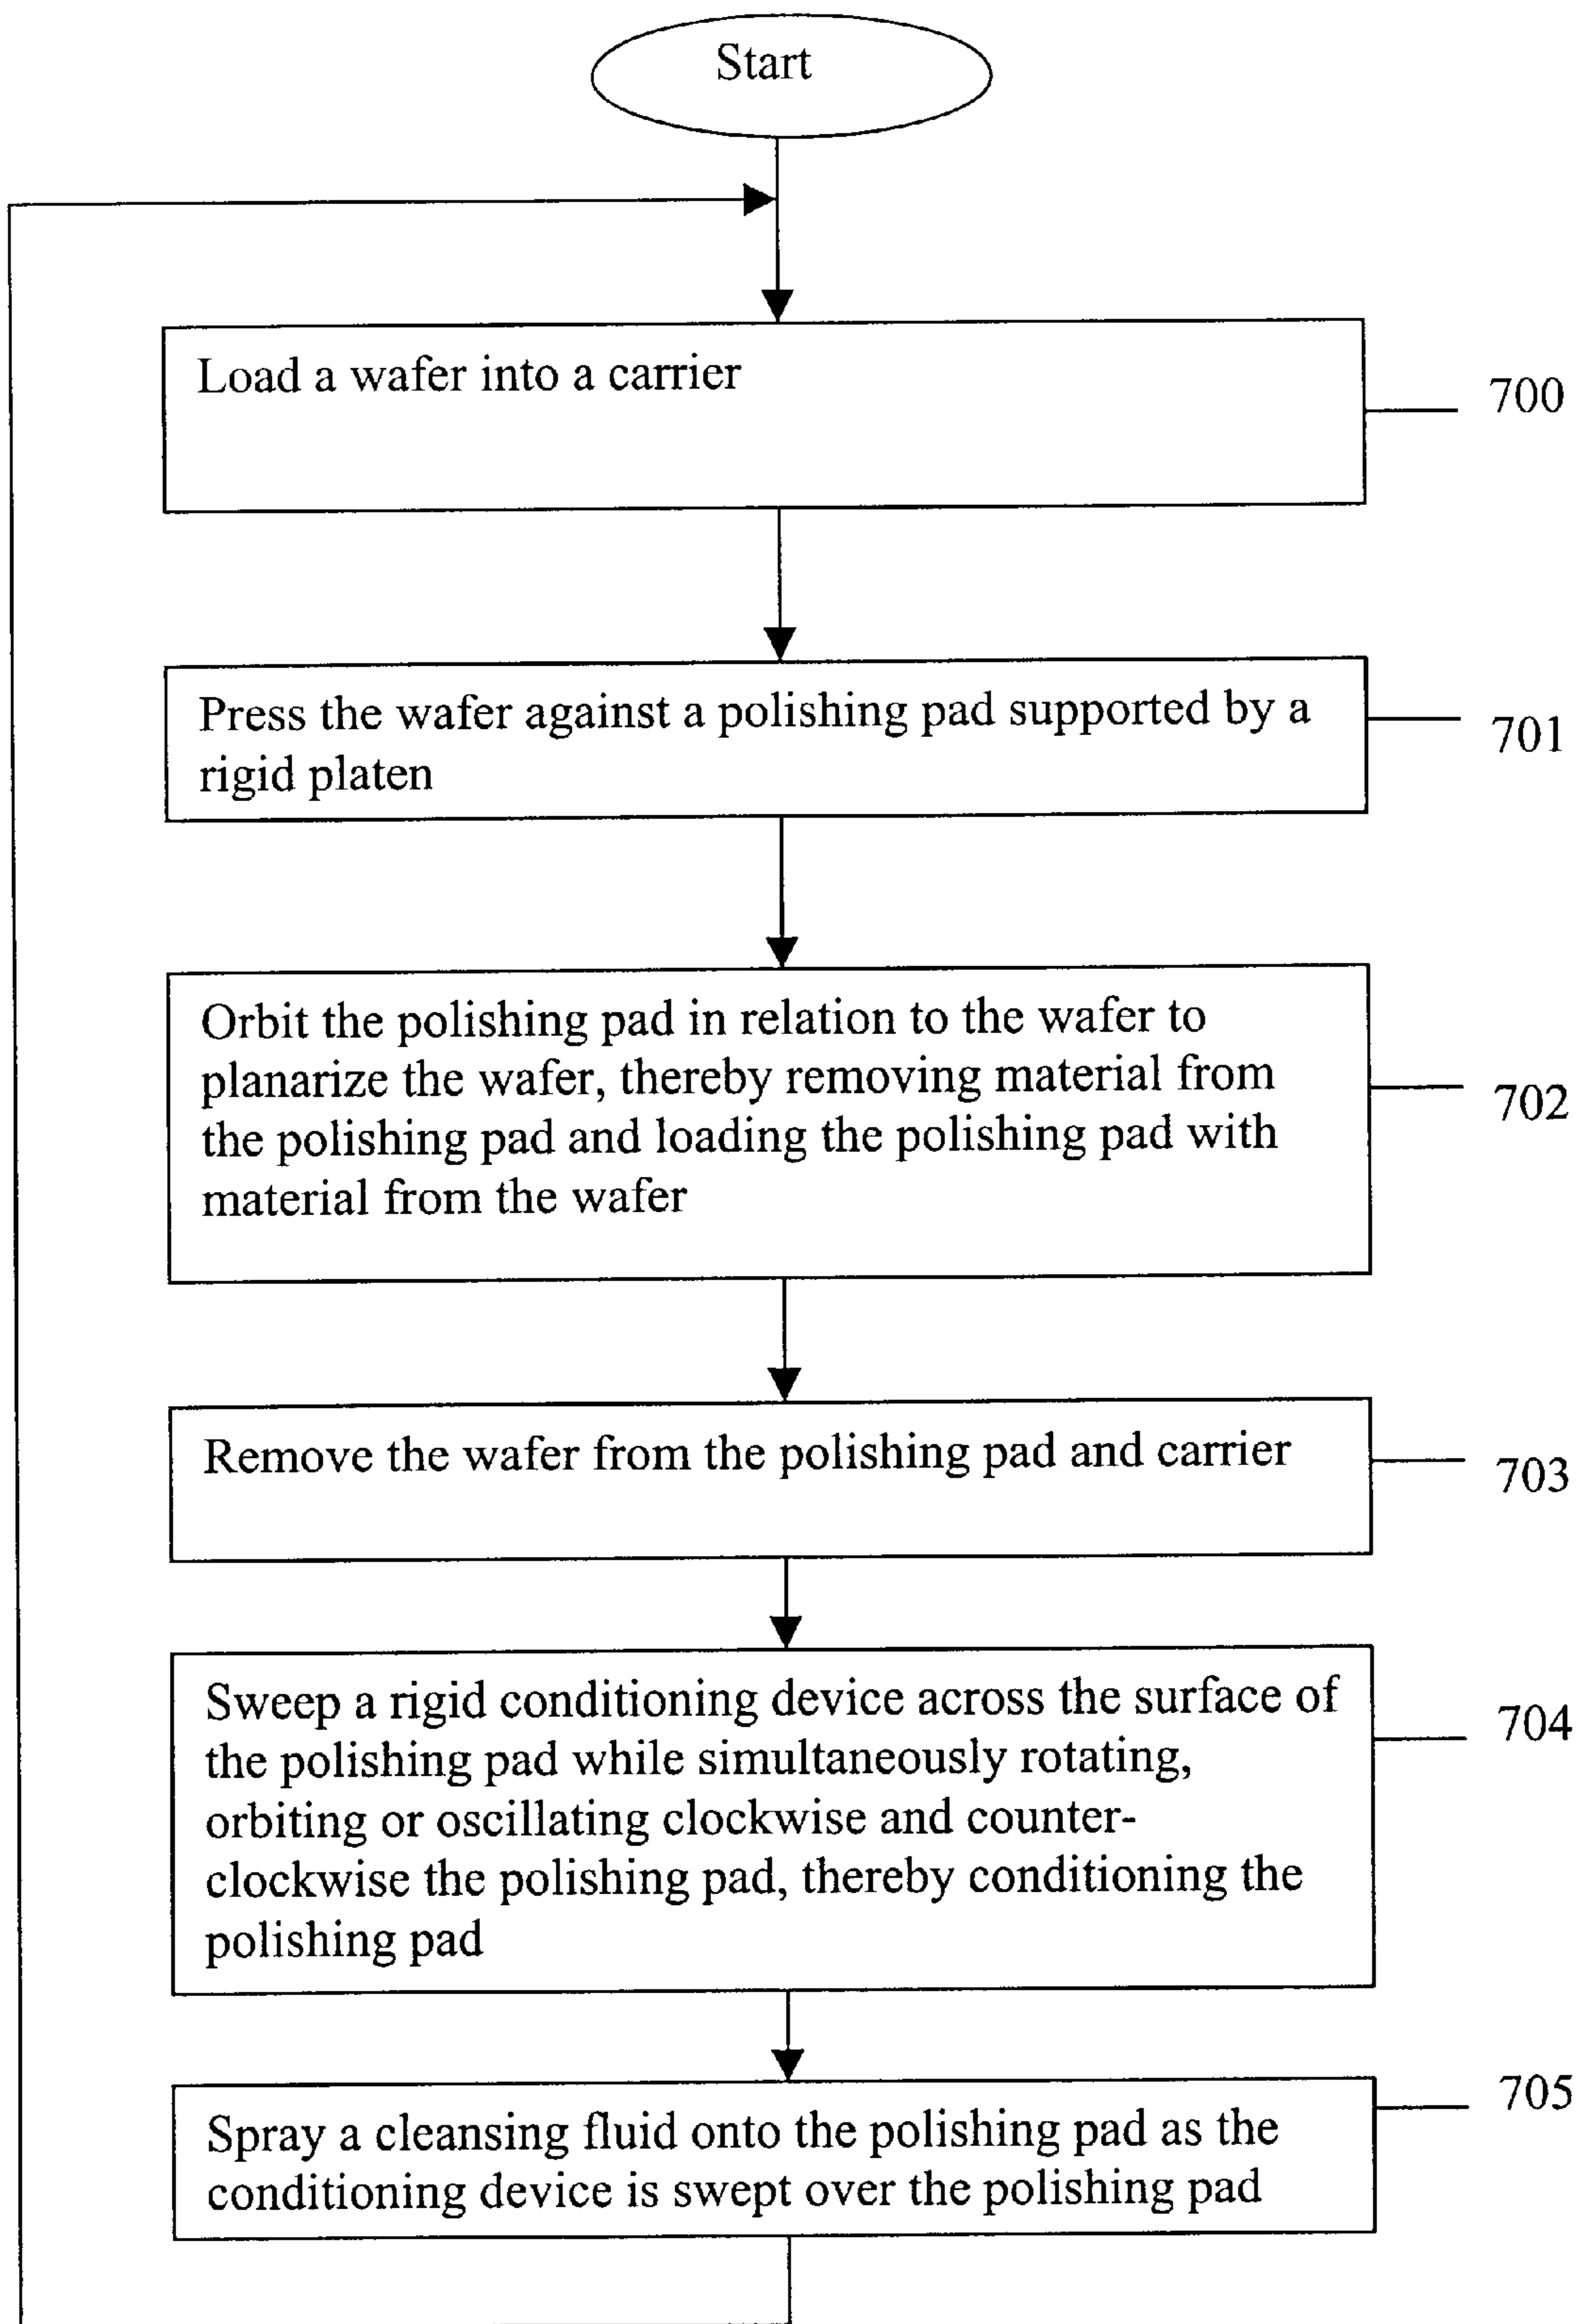 Start
Load a wafer into a carrier
700
Press the wafer against a polishing pad supported by a
rigid platen
701
Orbit the polishing pad in relation to the wafer to
planarize the wafer, thereby removing material from
the polishing pad and loading the polishing pad with
material from the wafer
702
Remove the wafer from the polishing pad and carrier
703
Sweep a rigid conditioning device across the surface of
the polishing pad while simultaneously rotating,
orbiting or oscillating clockwise and counter-
clockwise the polishing pad, thereby conditioning the
polishing pad
704
Spray a cleansing fluid onto the polishing pad as the
conditioning device is swept over the polishing pad
705